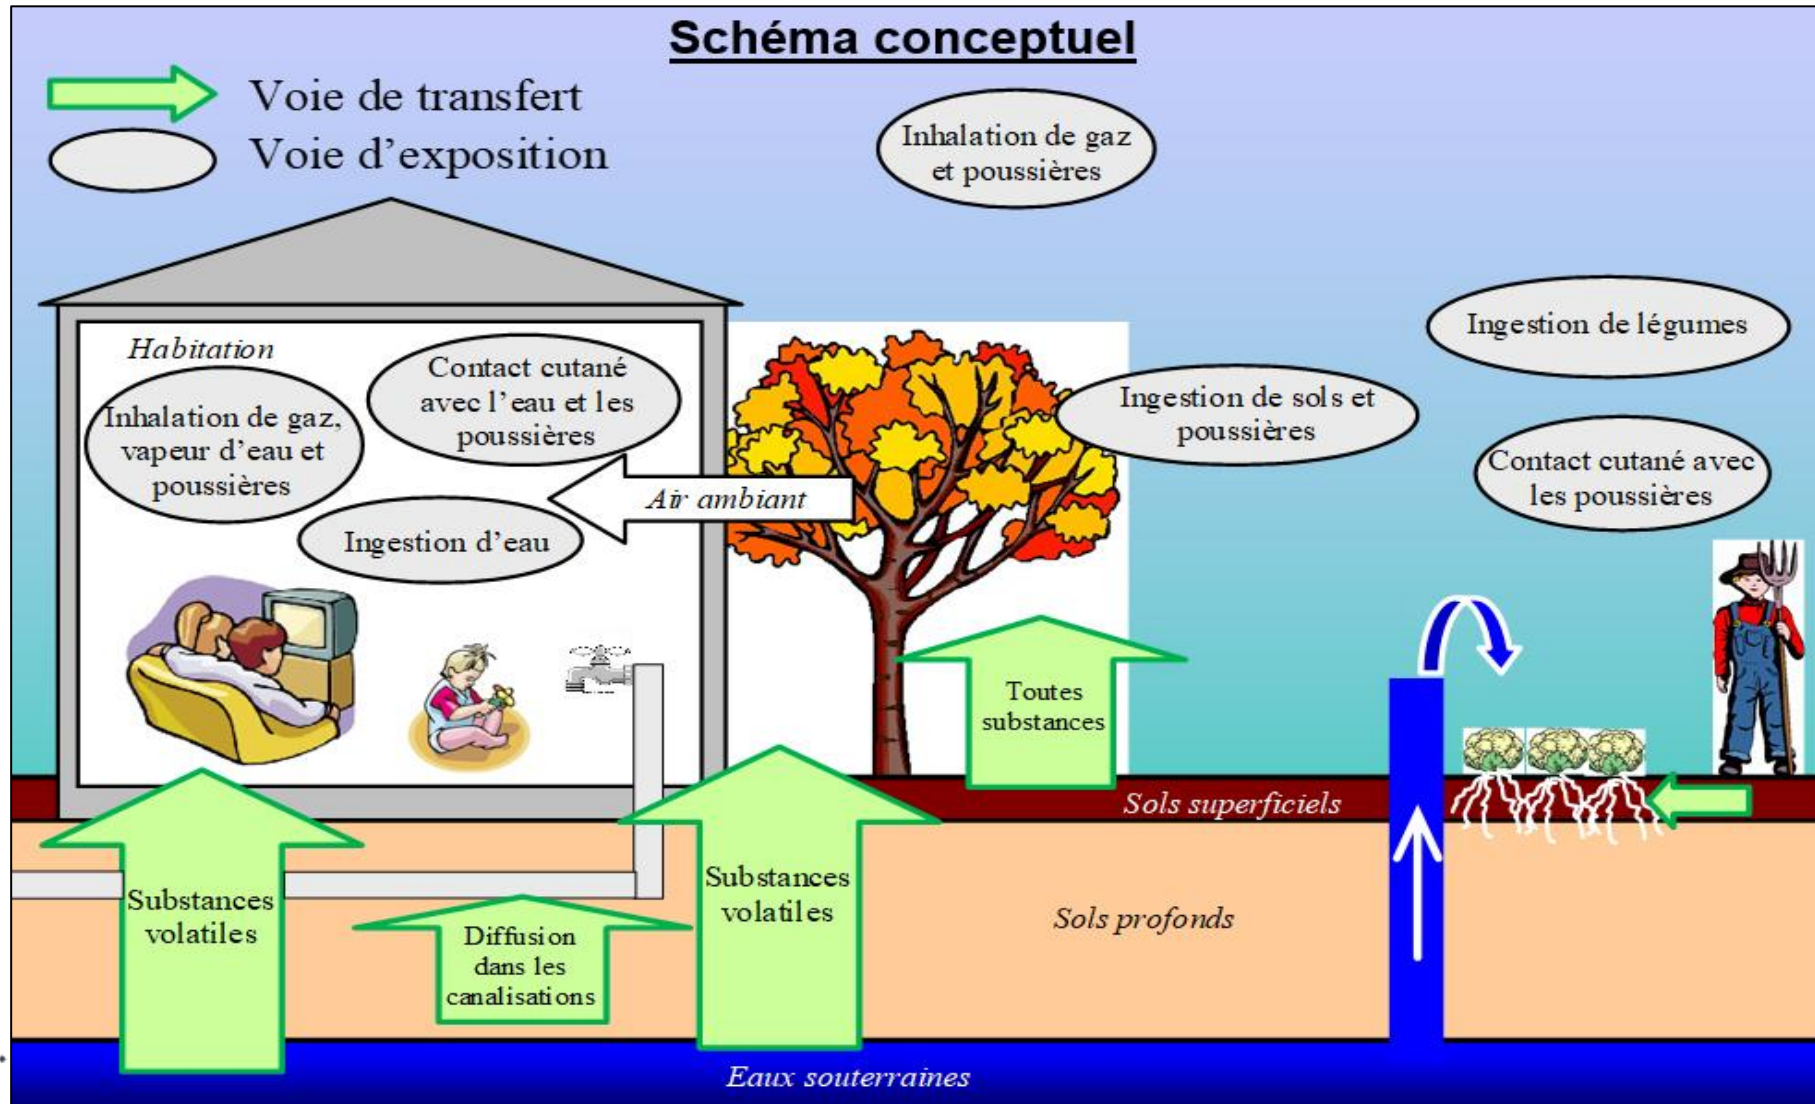 Schéma conceptuel
Voie de transfert
Voie d’exposition
Inhalation de gaz
et poussières
Habitation
Inhalation de gaz,
vapeur d’eau et
poussières
Contact cutané
avec l’eau et les
poussières
Ingestion d’eau
Air ambiant
Ingestion de sols et
poussières
Ingestion de légumes
Contact cutané avec
les poussières
Toutes
substances
Sols superficiels
Substances
volatiles
Diffusion
dans les
canalisations
Substances
volatiles
Sols profonds
Eaux souterraines